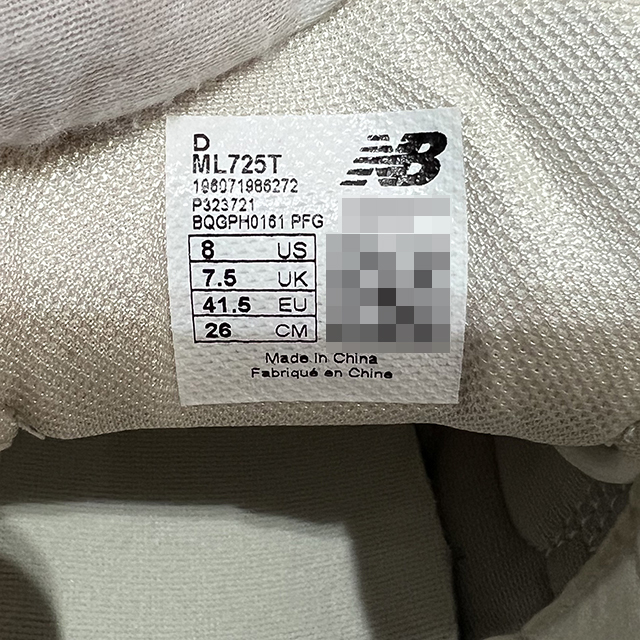 D
ML725T
NB
196071986272
P323721
BQGPH0161 PFG
8 US
7.5 UK
41.5 EU
26 CM
Made in China
Fabriqué en Chine